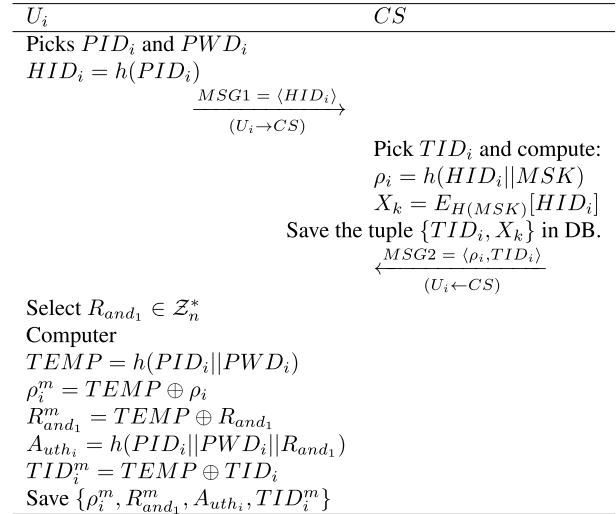 U_i CS
Picks PID_i and PWD_i
HID_i = h(PID_i)
MSG1 = ⟨HID_i⟩
(U_i→CS)
Pick TID_i and compute:
ρ_i = h(HID_i||MSK)
X_k = E_{H(MSK)}[HID_i]
Save the tuple {TID_i, X_k} in DB.
MSG2 = ⟨ρ_i,TID_i⟩
(U_i←CS)
Select R_{and_1} ∈ Z_n^*
Computer
TEMP = h(PID_i||PWD_i)
ρ_i^m = TEMP ⊕ ρ_i
R_{and_1}^m = TEMP ⊕ R_{and_1}
A_{uth_i} = h(PID_i||PWD_i||R_{and_1})
TID_i^m = TEMP ⊕ TID_i
Save {ρ_i^m, R_{and_1}^m, A_{uth_i}, TID_i^m}